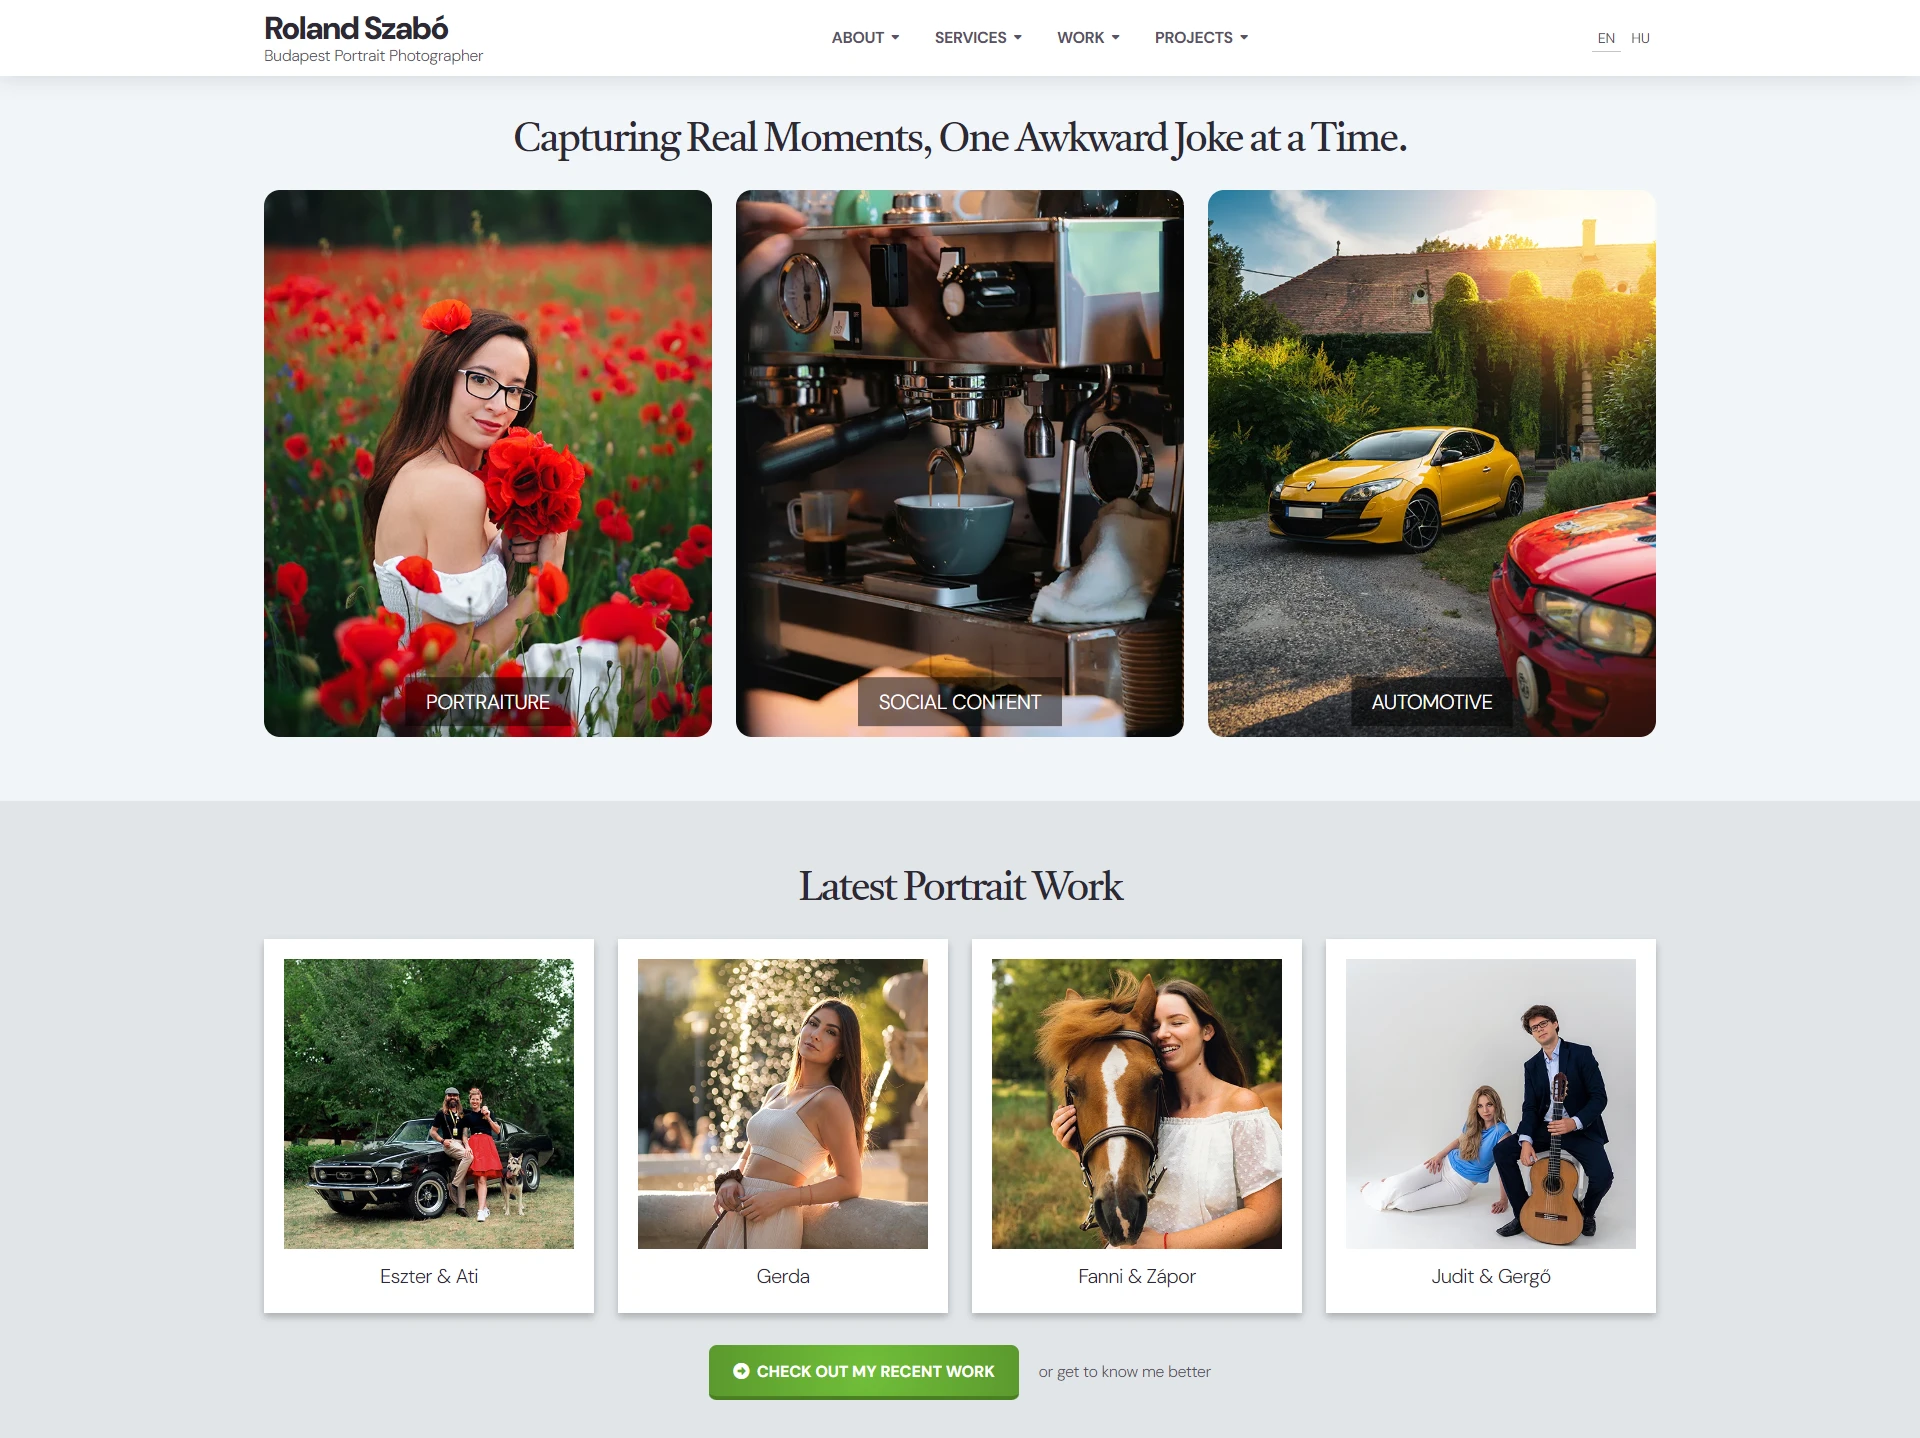 Roland Szabó
Budapest Portrait Photographer
ABOUT
SERVICES
WORK
PROJECTS
EN
HU
Capturing Real Moments, One Awkward Joke at a Time.
PORTRAITURE
SOCIAL CONTENT
AUTOMOTIVE
Latest Portrait Work
Eszter & Ati
Gerda
Fanni & Zápor
Judit & Gergő
CHECK OUT MY RECENT WORK
or get to know me better